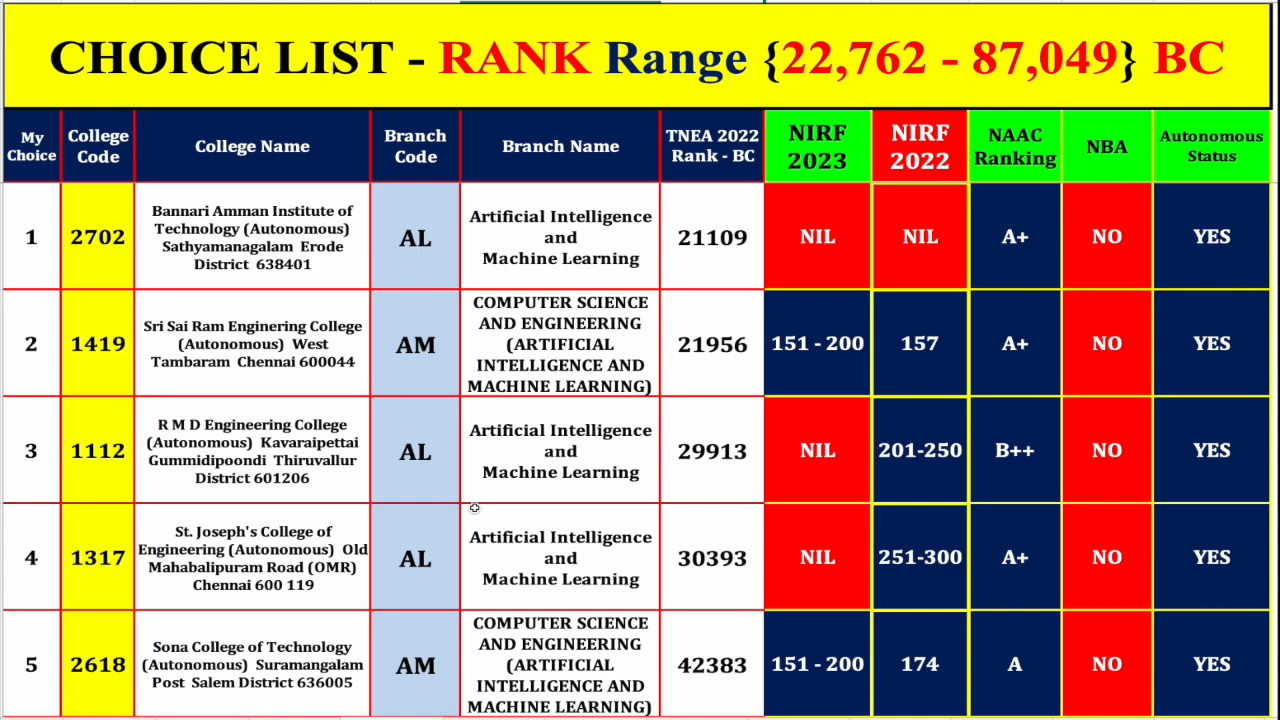 CHOICE LIST - RANK Range {22,762 - 87,049} BC
My Choice
College Code
College Name
Branch Code
Branch Name
TNEA 2022 Rank - BC
NIRF 2023
NIRF 2022
NAAC Ranking
NBA
Autonomous Status
1
2702
Bannari Amman Institute of
Technology (Autonomous)
Sathyamanagalam Erode
District 638401
AL
Artificial Intelligence
and
Machine Learning
21109
NIL
NIL
A+
NO
YES
2
1419
Sri Sai Ram Enginering College
(Autonomous) West
Tambaram Chennai 600044
AM
COMPUTER SCIENCE
AND ENGINEERING
(ARTIFICIAL
INTELLIGENCE AND
MACHINE LEARNING)
21956
151 - 200
157
A+
NO
YES
3
1112
R M D Engineering College
(Autonomous) Kavaraipettai
Gummidipoondi Thiruvallur
District 601206
AL
Artificial Intelligence
and
Machine Learning
29913
NIL
201-250
B++
NO
YES
4
1317
St. Joseph's College of
Engineering (Autonomous) Old
Mahabalipuram Road (OMR)
Chennai 600 119
AL
Artificial Intelligence
and
Machine Learning
30393
NIL
251-300
A+
NO
YES
5
2618
Sona College of Technology
(Autonomous) Suramangalam
Post Salem District 636005
AM
COMPUTER SCIENCE
AND ENGINEERING
(ARTIFICIAL
INTELLIGENCE AND
MACHINE LEARNING)
42383
151 - 200
174
A
NO
YES